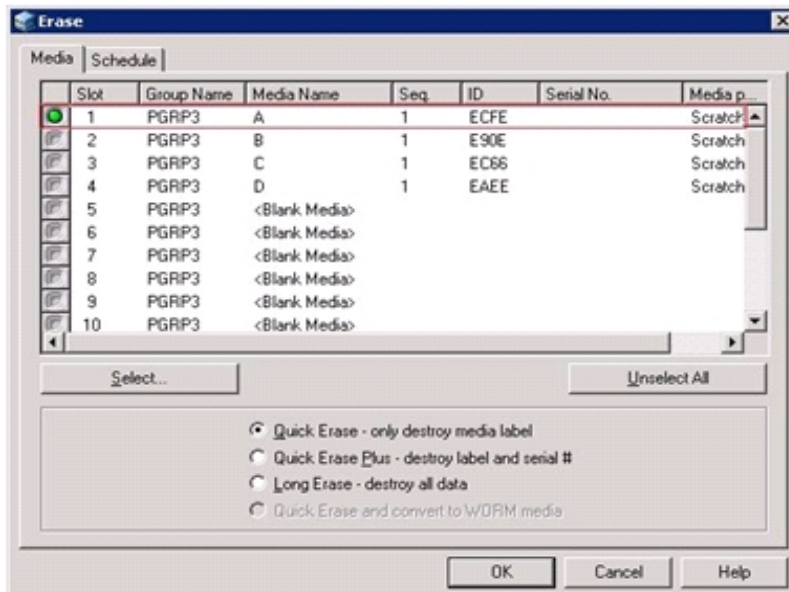 Erase
Media Schedule
Slot Group Name Media Name Seq. ID Serial No. Media p...
1 PGRP3 A 1 ECFE Scratch
2 PGRP3 B 1 E90E Scratch
3 PGRP3 C 1 EC66 Scratch
4 PGRP3 D 1 EAEE Scratch
5 PGRP3 <Blank Media>
6 PGRP3 <Blank Media>
7 PGRP3 <Blank Media>
8 PGRP3 <Blank Media>
9 PGRP3 <Blank Media>
10 PGRP3 <Blank Media>
Select... Unselect All
Quick Erase - only destroy media label
Quick Erase Plus - destroy label and serial #
Long Erase - destroy all data
Quick Erase and convert to WORM media
OK Cancel Help